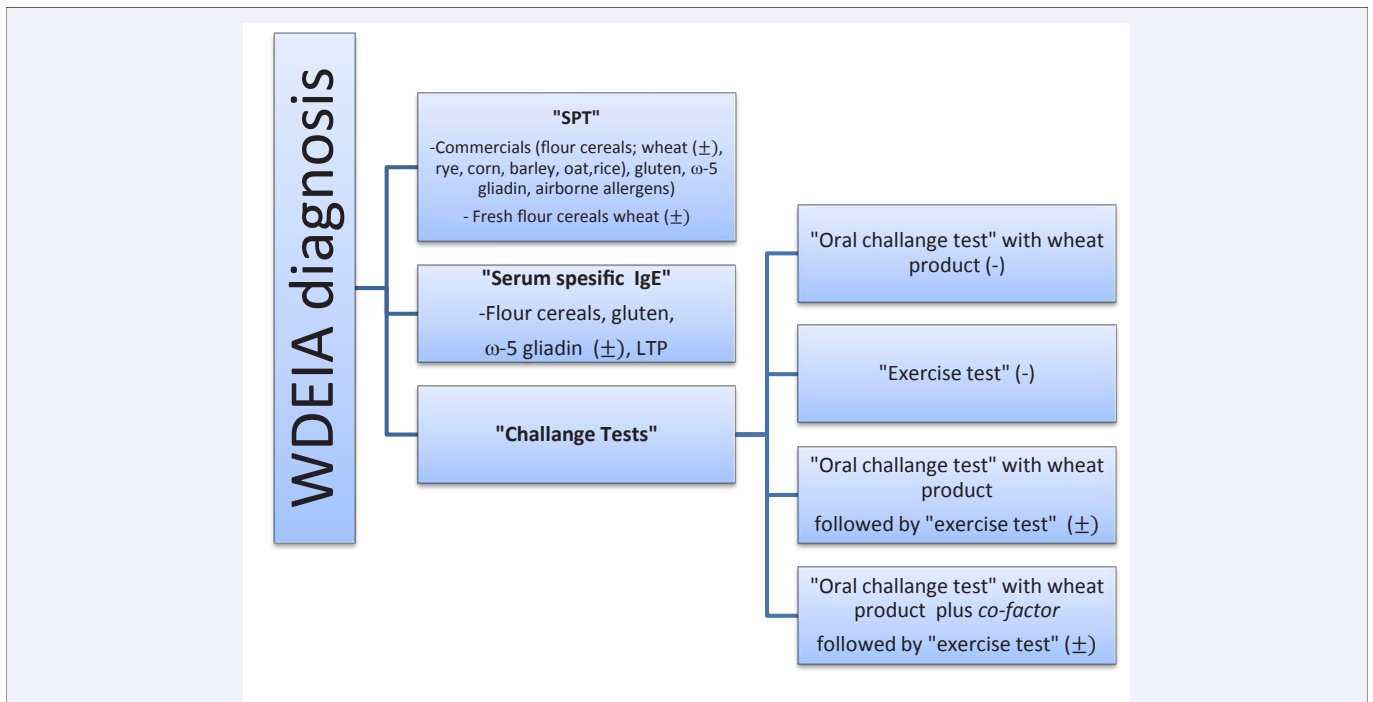 WDEIA diagnosis
"SPT"
-Commercials (flour cereals; wheat (±),
rye, corn, barley, oat,rice), gluten, ω-5
gliadin, airborne allergens)
- Fresh flour cereals wheat (±)
"Serum spesific IgE"
-Flour cereals, gluten,
ω-5 gliadin (±), LTP
"Challange Tests"
"Oral challange test" with wheat
product (-)
"Exercise test" (-)
"Oral challange test" with wheat
product
followed by "exercise test" (±)
"Oral challange test" with wheat
product plus co-factor
followed by "exercise test" (±)